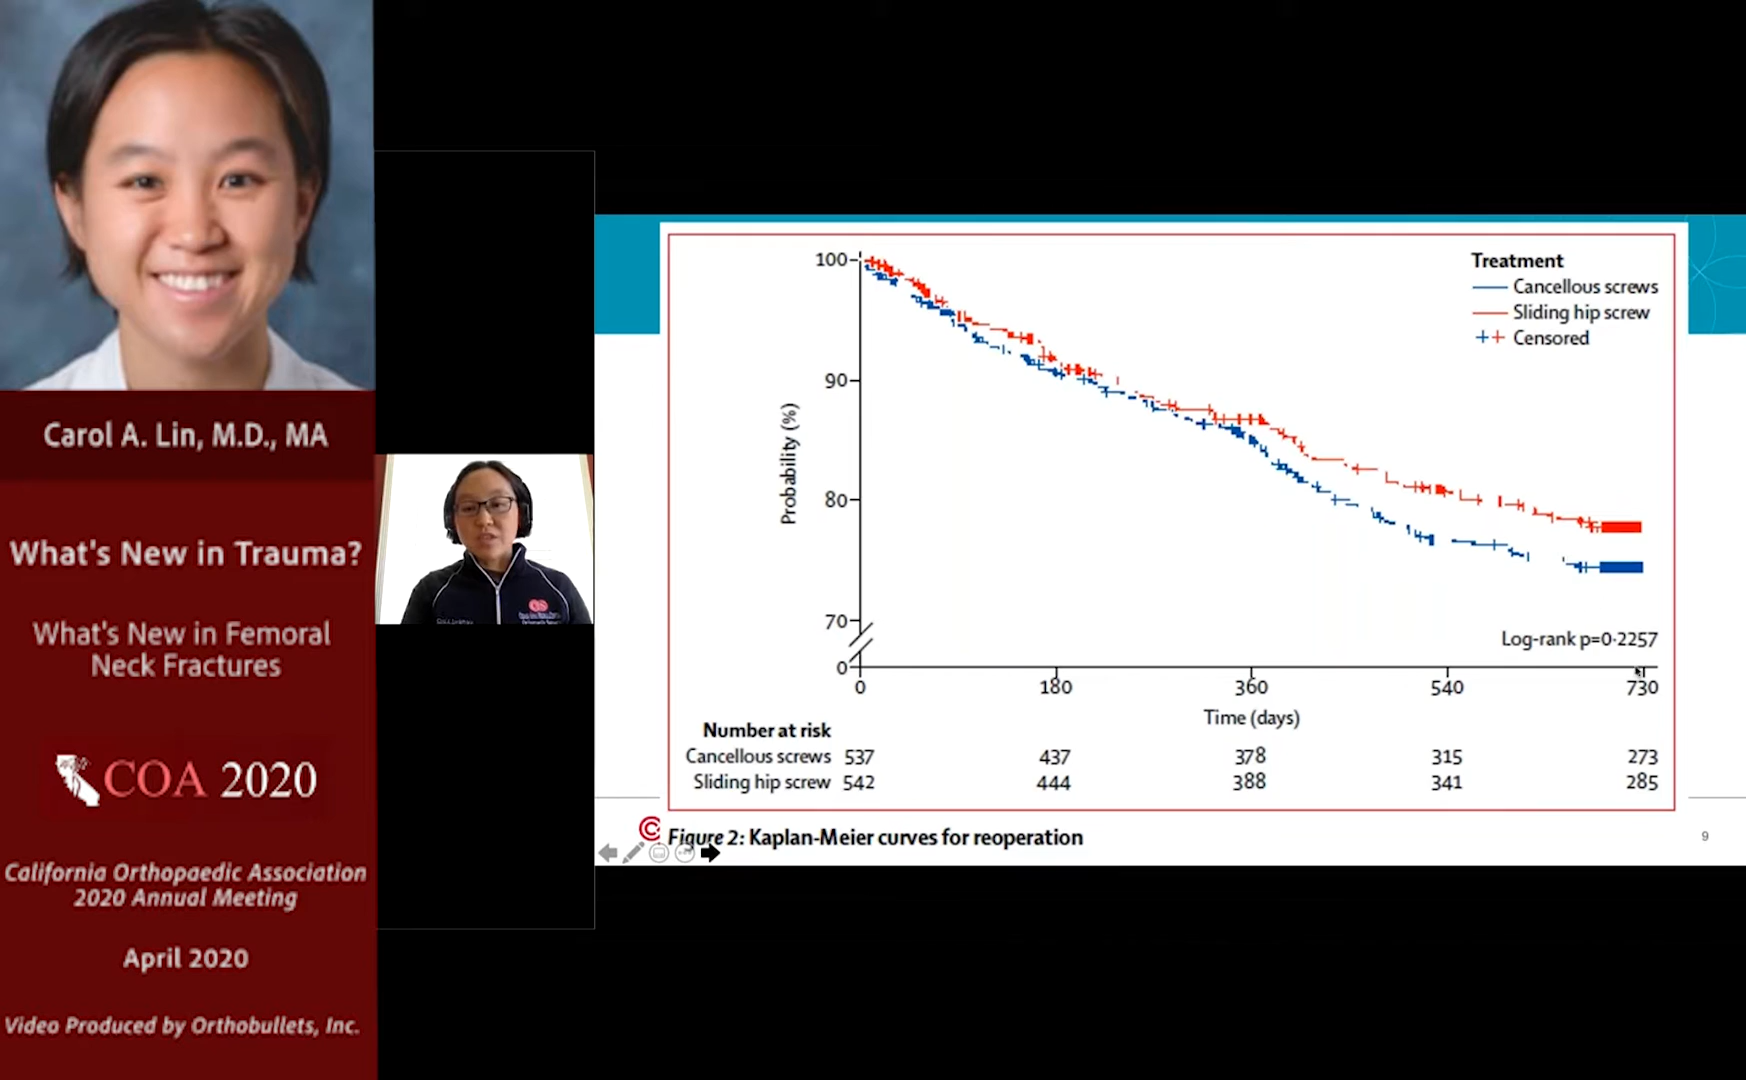 Carol A. Lin, M.D., MA
What's New in Trauma?
What's New in Femoral
Neck Fractures
COA 2020
California Orthopaedic Association
2020 Annual Meeting
April 2020
Video Produced by Orthobullets, Inc.
Treatment
Cancellous screws
Sliding hip screw
Censored
Probability (%)
100
90
80
70
0
Log-rank p=0·2257
0 180 360 540 730
Time (days)
Number at risk
Cancellous screws 537 437 378 315 273
Sliding hip screw 542 444 388 341 285
Figure 2: Kaplan-Meier curves for reoperation
9